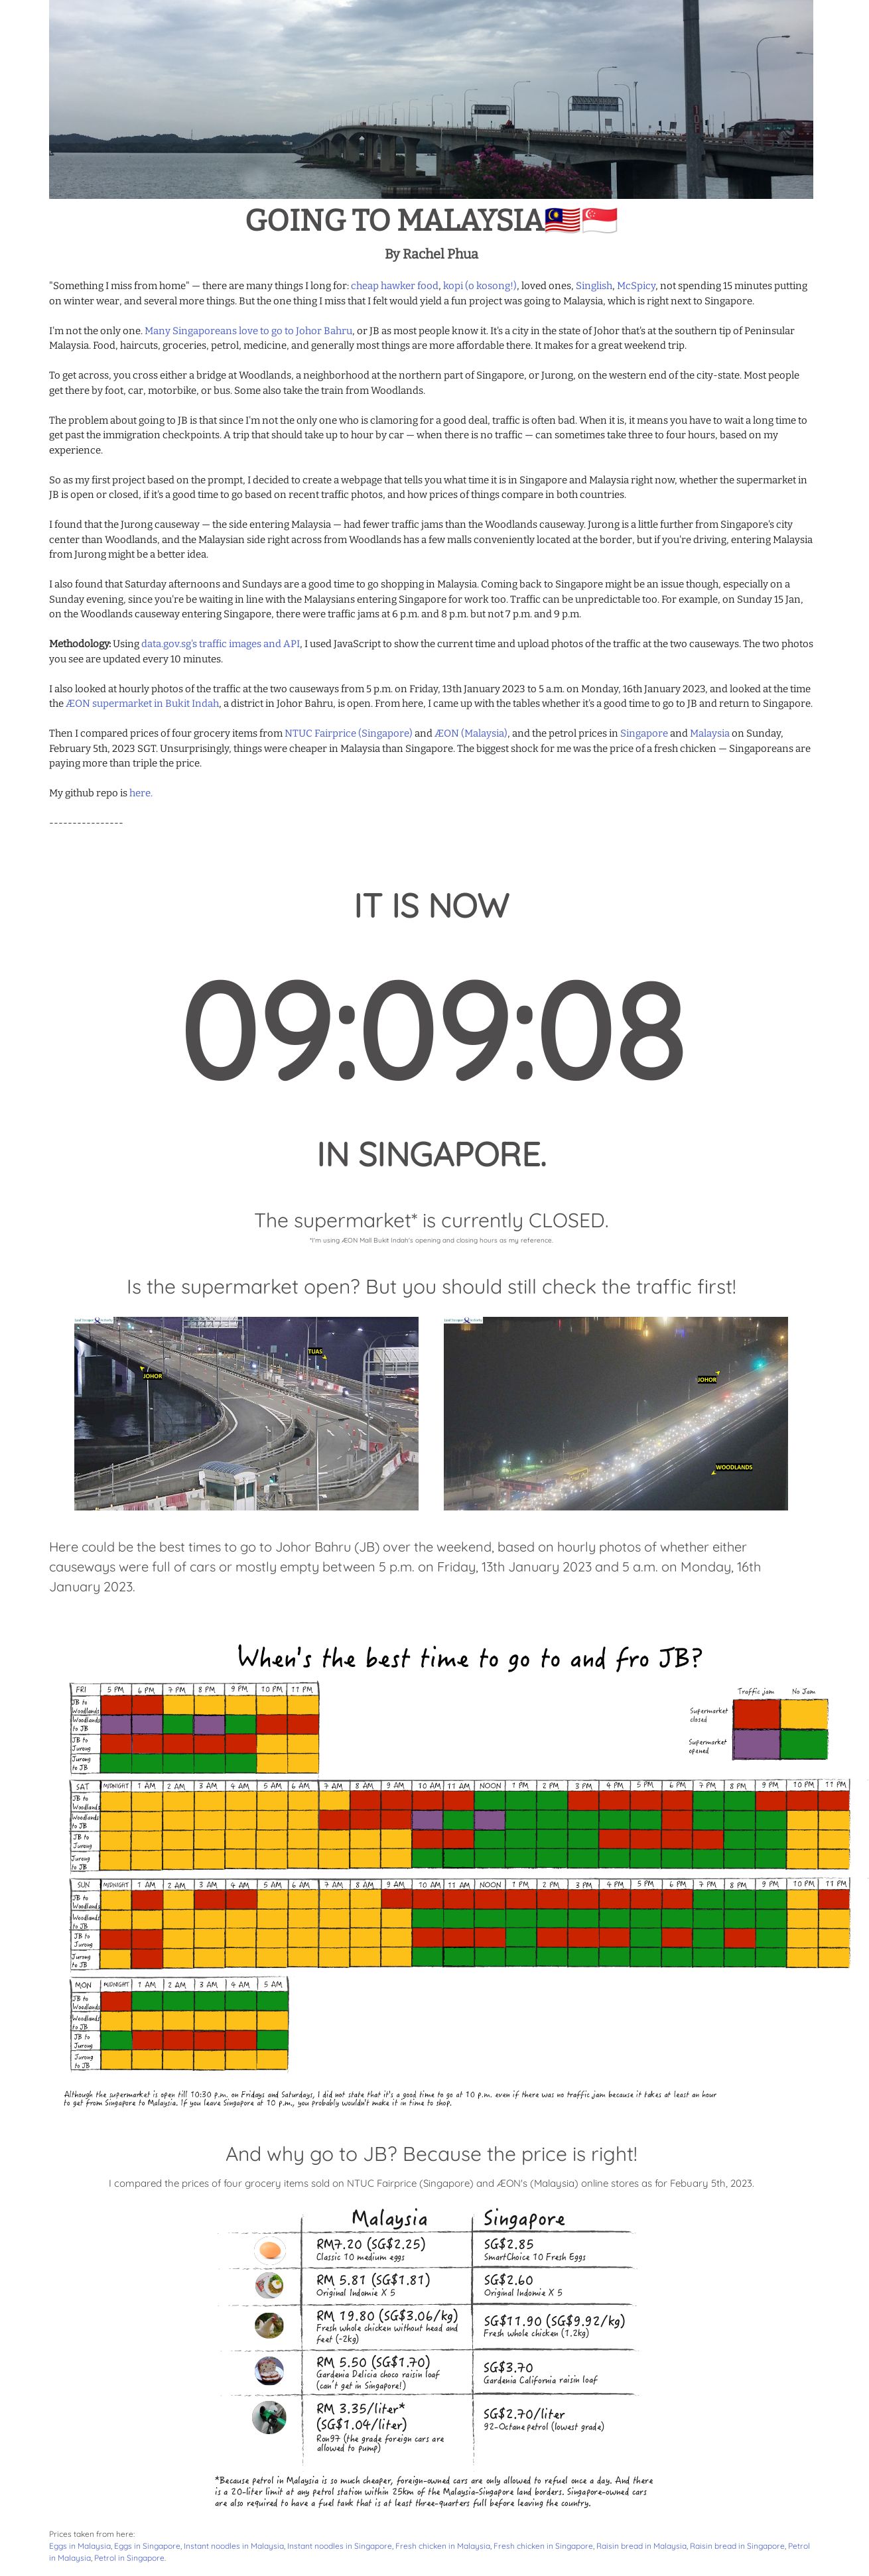 GOING TO MALAYSIA🇲🇾🇸🇬
By Rachel Phua
"Something I miss from home" — there are many things I long for: cheap hawker food, kopi (o kosong!), loved ones, Singlish, McSpicy, not spending 15 minutes putting
on winter wear, and several more things. But the one thing I miss that I felt would yield a fun project was going to Malaysia, which is right next to Singapore.
I'm not the only one. Many Singaporeans love to go to Johor Bahru, or JB as most people know it. It's a city in the state of Johor that's at the southern tip of Peninsular
Malaysia. Food, haircuts, groceries, petrol, medicine, and generally most things are more affordable there. It makes for a great weekend trip.
To get across, you cross either a bridge at Woodlands, a neighborhood at the northern part of Singapore, or Jurong, on the western end of the city-state. Most people
get there by foot, car, motorbike, or bus. Some also take the train from Woodlands.
The problem about going to JB is that since I'm not the only one who is clamoring for a good deal, traffic is often bad. When it is, it means you have to wait a long time to
get past the immigration checkpoints. A trip that should take up to hour by car — when there is no traffic — can sometimes take three to four hours, based on my
experience.
So as my first project based on the prompt, I decided to create a webpage that tells you what time it is in Singapore and Malaysia right now, whether the supermarket in
JB is open or closed, if it's a good time to go based on recent traffic photos, and how prices of things compare in both countries.
I found that the Jurong causeway — the side entering Malaysia — had fewer traffic jams than the Woodlands causeway. Jurong is a little further from Singapore's city
center than Woodlands, and the Malaysian side right across from Woodlands has a few malls conveniently located at the border, but if you're driving, entering Malaysia
from Jurong might be a better idea.
I also found that Saturday afternoons and Sundays are a good time to go shopping in Malaysia. Coming back to Singapore might be an issue though, especially on a
Sunday evening, since you're be waiting in line with the Malaysians entering Singapore for work too. Traffic can be unpredictable too. For example, on Sunday 15 Jan,
on the Woodlands causeway entering Singapore, there were traffic jams at 6 p.m. and 8 p.m. but not 7 p.m. and 9 p.m.
Methodology: Using data.gov.sg's traffic images and API, I used JavaScript to show the current time and upload photos of the traffic at the two causeways. The two photos
you see are updated every 10 minutes.
I also looked at hourly photos of the traffic at the two causeways from 5 p.m. on Friday, 13th January 2023 to 5 a.m. on Monday, 16th January 2023, and looked at the time
the ÆON supermarket in Bukit Indah, a district in Johor Bahru, is open. From here, I came up with the tables whether it's a good time to go to JB and return to Singapore.
Then I compared prices of four grocery items from NTUC Fairprice (Singapore) and ÆON (Malaysia), and the petrol prices in Singapore and Malaysia on Sunday,
February 5th, 2023 SGT. Unsurprisingly, things were cheaper in Malaysia than Singapore. The biggest shock for me was the price of a fresh chicken — Singaporeans are
paying more than triple the price.
My github repo is here.
----------------
IT IS NOW
09:09:08
IN SINGAPORE.
The supermarket* is currently CLOSED.
*I'm using ÆON Mall Bukit Indah's opening and closing hours as my reference.
Is the supermarket open? But you should still check the traffic first!
JOHOR TUAS
JOHOR
WOODLANDS
Here could be the best times to go to Johor Bahru (JB) over the weekend, based on hourly photos of whether either
causeways were full of cars or mostly empty between 5 p.m. on Friday, 13th January 2023 and 5 a.m. on Monday, 16th
January 2023.
When's the best time to go to and fro JB?
Traffic jam No Jam
Supermarket closed
Supermarket opened
FRI 5 PM 6 PM 7 PM 8 PM 9 PM 10 PM 11 PM
JB to Woodlands
Woodlands to JB
JB to Jurong
Jurong to JB
SAT MIDNIGHT 1 AM 2 AM 3 AM 4 AM 5 AM 6 AM 7 AM 8 AM 9 AM 10 AM 11 AM NOON 1 PM 2 PM 3 PM 4 PM 5 PM 6 PM 7 PM 8 PM 9 PM 10 PM 11 PM
JB to Woodlands
Woodlands to JB
JB to Jurong
Jurong to JB
SUN MIDNIGHT 1 AM 2 AM 3 AM 4 AM 5 AM 6 AM 7 AM 8 AM 9 AM 10 AM 11 AM NOON 1 PM 2 PM 3 PM 4 PM 5 PM 6 PM 7 PM 8 PM 9 PM 10 PM 11 PM
JB to Woodlands
Woodlands to JB
JB to Jurong
Jurong to JB
MON MIDNIGHT 1 AM 2 AM 3 AM 4 AM 5 AM
JB to Woodlands
Woodlands to JB
JB to Jurong
Jurong to JB
Although the supermarket is open till 10:30 p.m. on Fridays and Saturdays, I did not state that it's a good time to go at 10 p.m. even if there was no traffic jam because it takes at least an hour
to get from Singapore to Malaysia. If you leave Singapore at 10 p.m., you probably wouldn't make it in time to shop.
And why go to JB? Because the price is right!
I compared the prices of four grocery items sold on NTUC Fairprice (Singapore) and ÆON's (Malaysia) online stores as for Febuary 5th, 2023.
Malaysia Singapore
RM7.20 (SG$2.25)
Classic 10 medium eggs
SG$2.85
SmartChoice 10 Fresh Eggs
RM 5.81 (SG$1.81)
Original Indomie X 5
SG$2.60
Original Indomie X 5
RM 19.80 (SG$3.06/kg)
Fresh whole chicken without head and
feet (~2kg)
SG$11.90 (SG$9.92/kg)
Fresh whole chicken (1.2kg)
RM 5.50 (SG$1.70)
Gardenia Delicia choco raisin loaf
(can't get in Singapore!)
SG$3.70
Gardenia California raisin loaf
RM 3.35/liter*
(SG$1.04/liter)
Ron97 (the grade foreign cars are
allowed to pump)
SG$2.70/liter
92-Octane petrol (lowest grade)
*Because petrol in Malaysia is so much cheaper, foreign-owned cars are only allowed to refuel once a day. And there
is a 20-liter limit at any petrol station within 25km of the Malaysia-Singapore land borders. Singapore-owned cars
are also required to have a fuel tank that is at least three-quarters full before leaving the country.
Prices taken from here:
Eggs in Malaysia, Eggs in Singapore, Instant noodles in Malaysia, Instant noodles in Singapore, Fresh chicken in Malaysia, Fresh chicken in Singapore, Raisin bread in Malaysia, Raisin bread in Singapore, Petrol
in Malaysia, Petrol in Singapore.